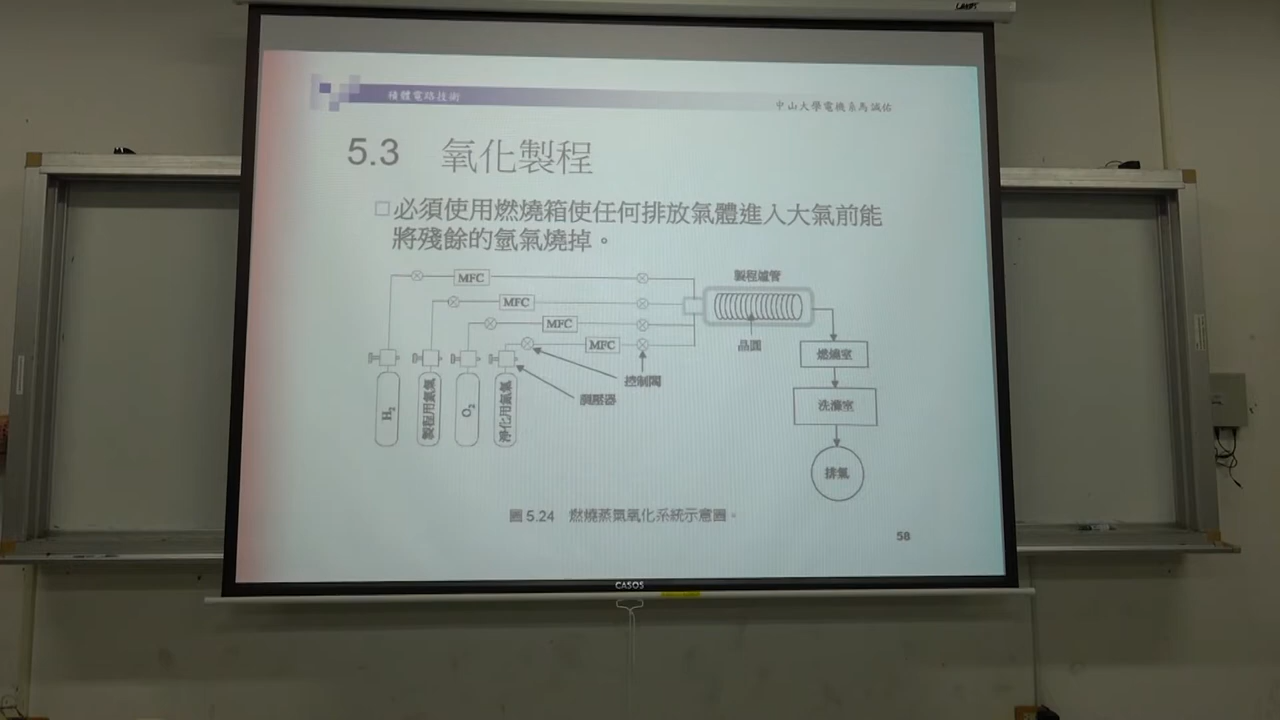 積體電路技術
中山大學電機系馬誠佑
5.3 氧化製程
必須使用燃燒箱使任何排放氣體進入大氣前能
將殘餘的氫氣燒掉。
MFC
MFC
MFC
MFC
製程爐管
晶圓
控制閥
調壓器
H2
製程用氮氣
O2
淨化用氮氣
燃燒室
洗滌室
排氣
圖 5.24 燃燒蒸氣氧化系統示意圖。
58
CASOS